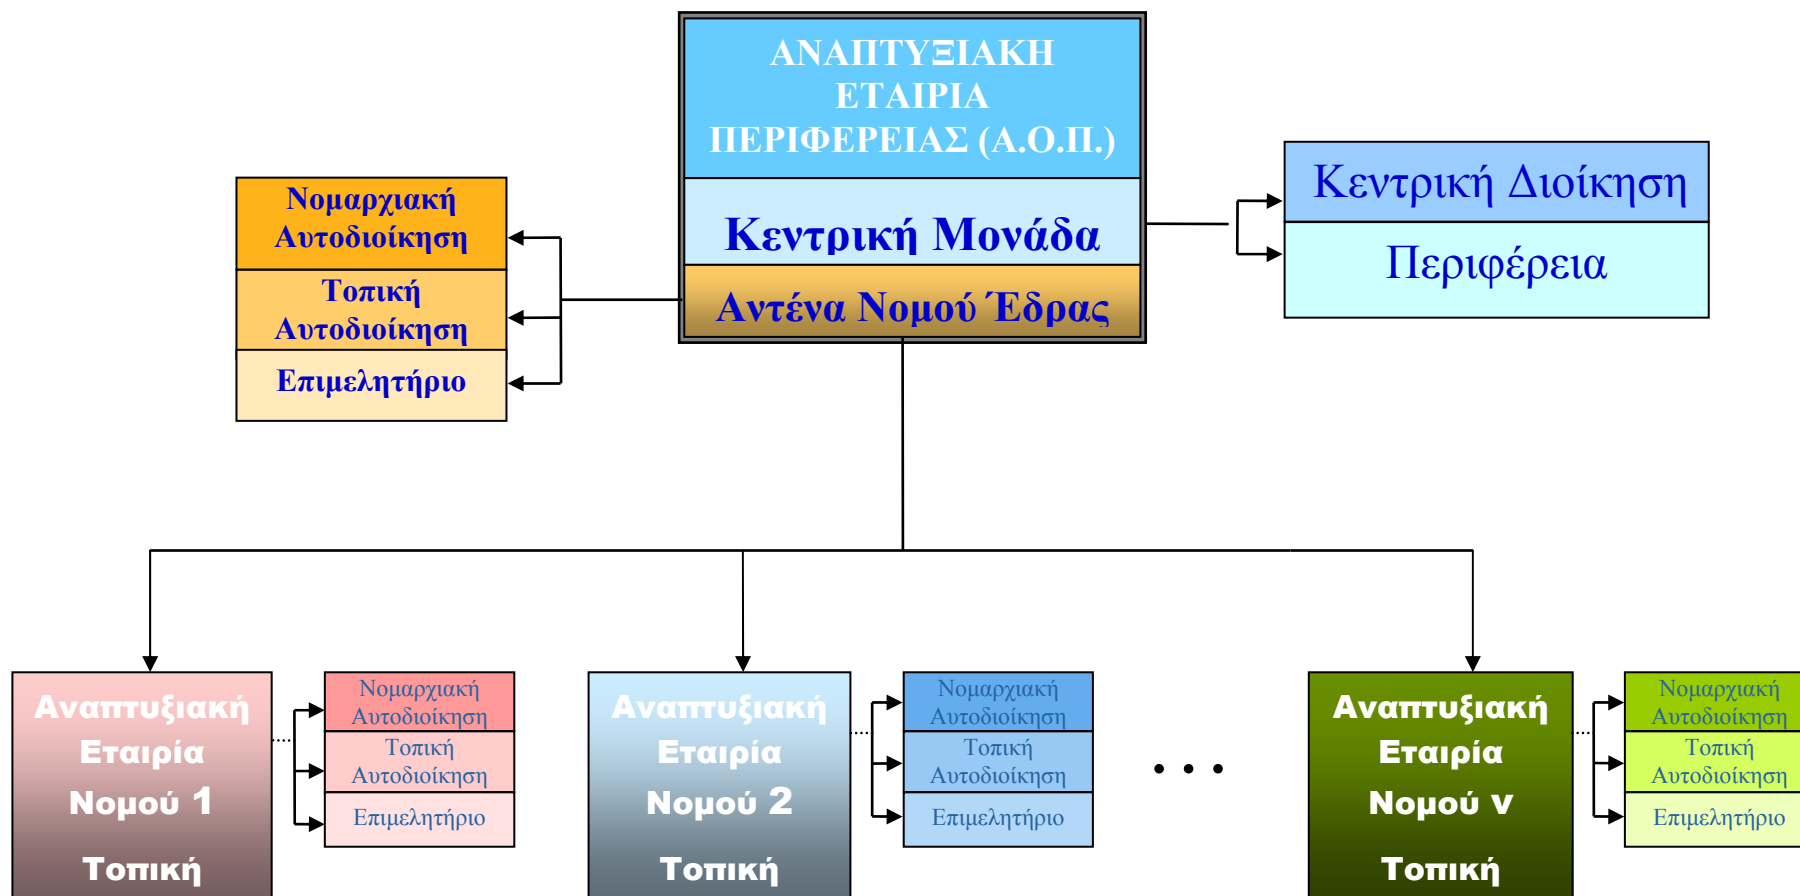 ΑΝΑΠΤΥΞΙΑΚΗ
ΕΤΑΙΡΙΑ
ΠΕΡΙΦΕΡΕΙΑΣ (Α.Ο.Π.)
Κεντρική Μονάδα
Αντένα Νομού Έδρας
Νομαρχιακή
Αυτοδιοίκηση
Τοπική
Αυτοδιοίκηση
Επιμελητήριο
Κεντρική Διοίκηση
Περιφέρεια
Αναπτυξιακή
Εταιρία
Νομού 1
Τοπική
Νομαρχιακή
Αυτοδιοίκηση
Τοπική
Αυτοδιοίκηση
Επιμελητήριο
Αναπτυξιακή
Εταιρία
Νομού 2
Τοπική
Νομαρχιακή
Αυτοδιοίκηση
Τοπική
Αυτοδιοίκηση
Επιμελητήριο
. . .
Αναπτυξιακή
Εταιρία
Νομού ν
Τοπική
Νομαρχιακή
Αυτοδιοίκηση
Τοπική
Αυτοδιοίκηση
Επιμελητήριο